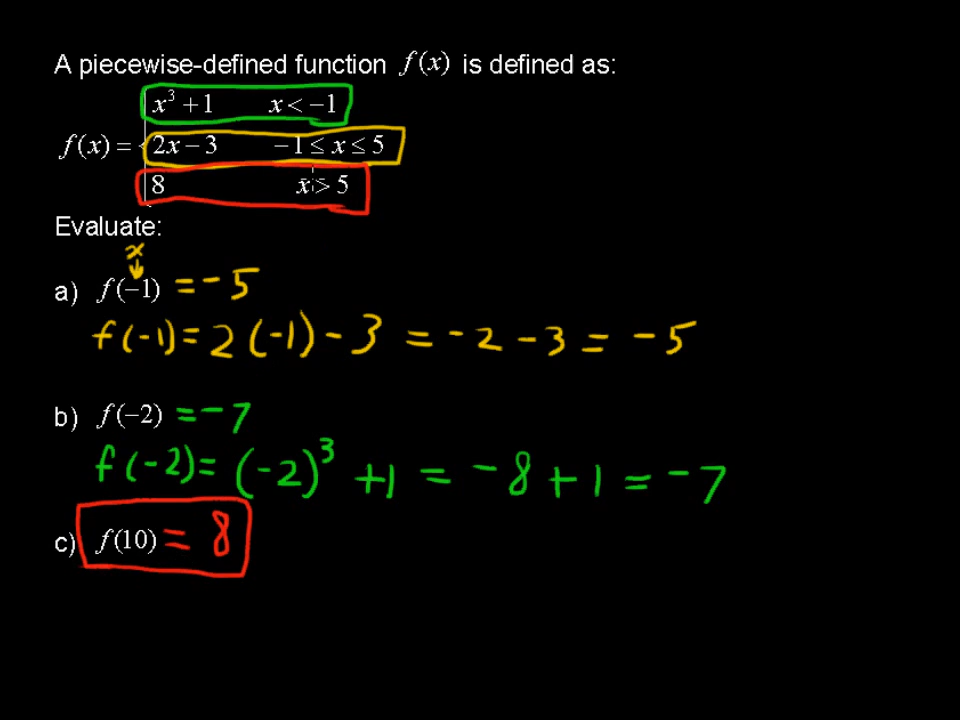 A piecewise-defined function f(x) is defined as:
x³ + 1 x < −1
f(x) = { 2x − 3 −1 ≤ x ≤ 5
8 x > 5
Evaluate:
x
a) f(−1) = -5
f(-1) = 2(-1) - 3 = -2 - 3 = -5
b) f(−2) = -7
f(-2) = (-2)³ + 1 = -8 + 1 = -7
c) f(10) = 8